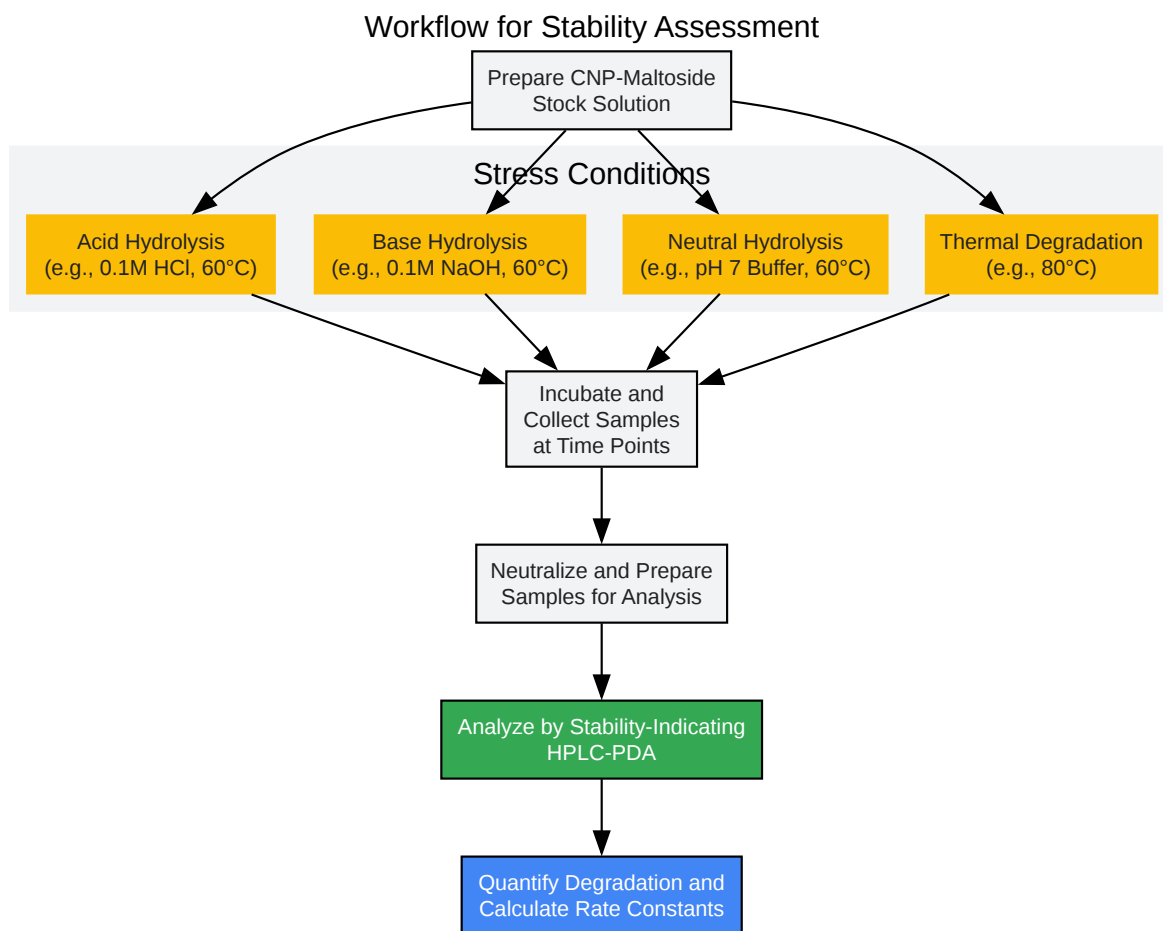 Workflow for Stability Assessment
Prepare CNP-Maltoside
Stock Solution
Stress Conditions
Acid Hydrolysis
(e.g., 0.1M HCl, 60°C)
Base Hydrolysis
(e.g., 0.1M NaOH, 60°C)
Neutral Hydrolysis
(e.g., pH 7 Buffer, 60°C)
Thermal Degradation
(e.g., 80°C)
Incubate and
Collect Samples
at Time Points
Neutralize and Prepare
Samples for Analysis
Analyze by Stability-Indicating
HPLC-PDA
Quantify Degradation and
Calculate Rate Constants